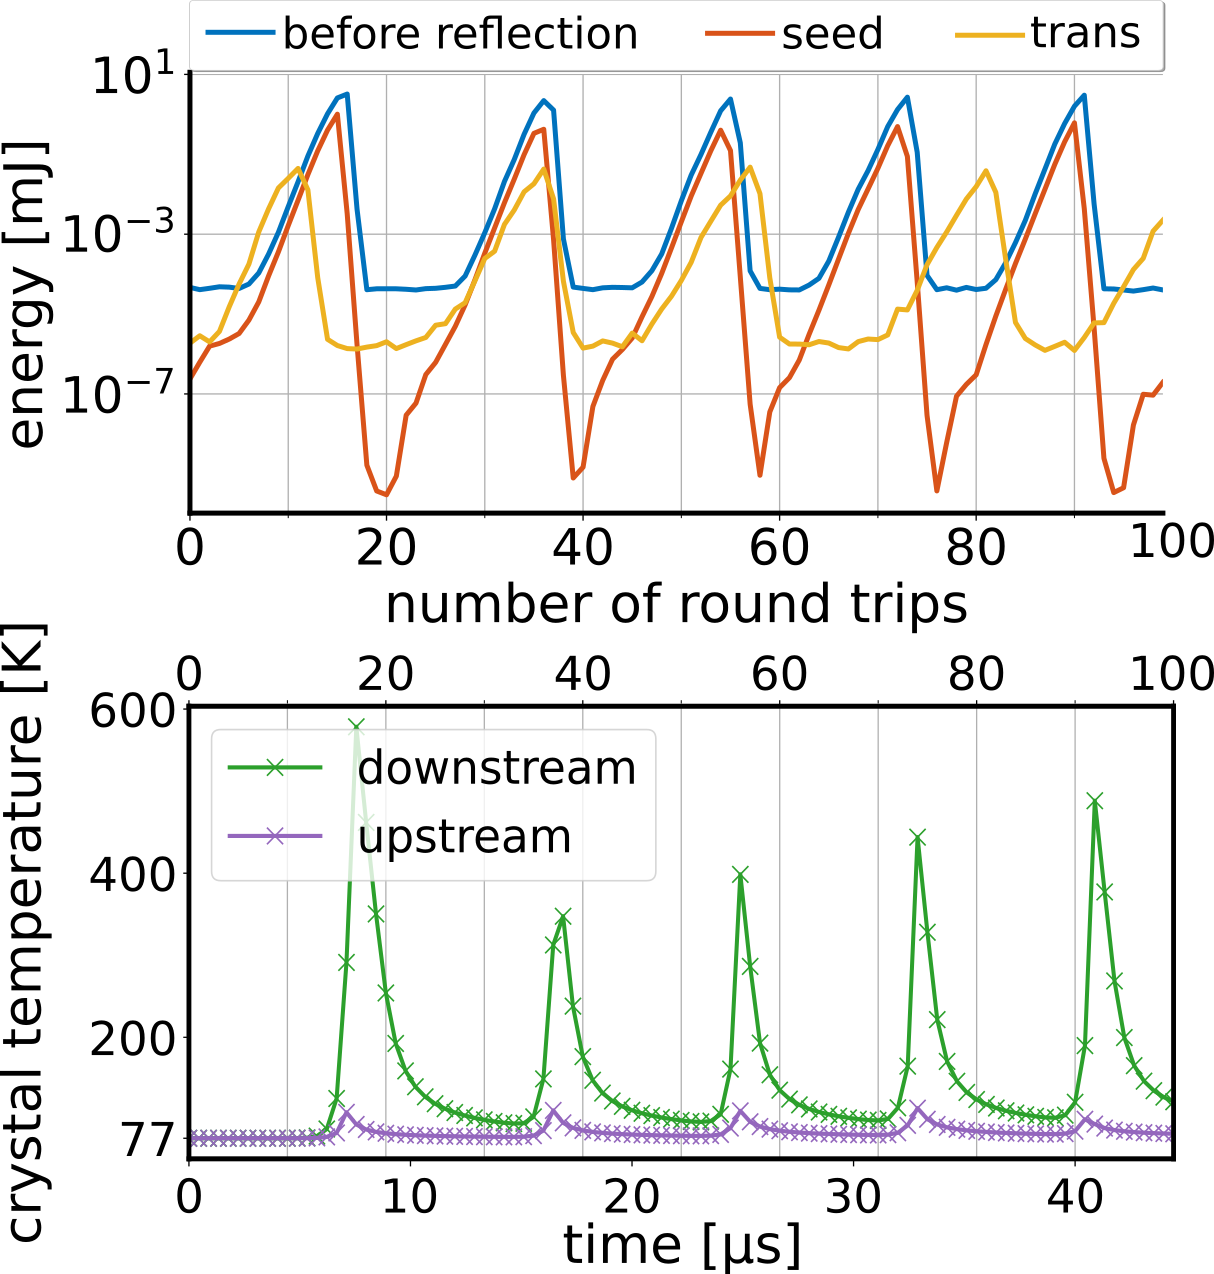 before reflection seed trans
energy [mJ]
10¹
10⁻³
10⁻⁷
0 20 40 60 80 100
number of round trips
0 20 40 60 80 100
crystal temperature [K]
600
400
200
77
downstream
upstream
0 10 20 30 40
time [μs]